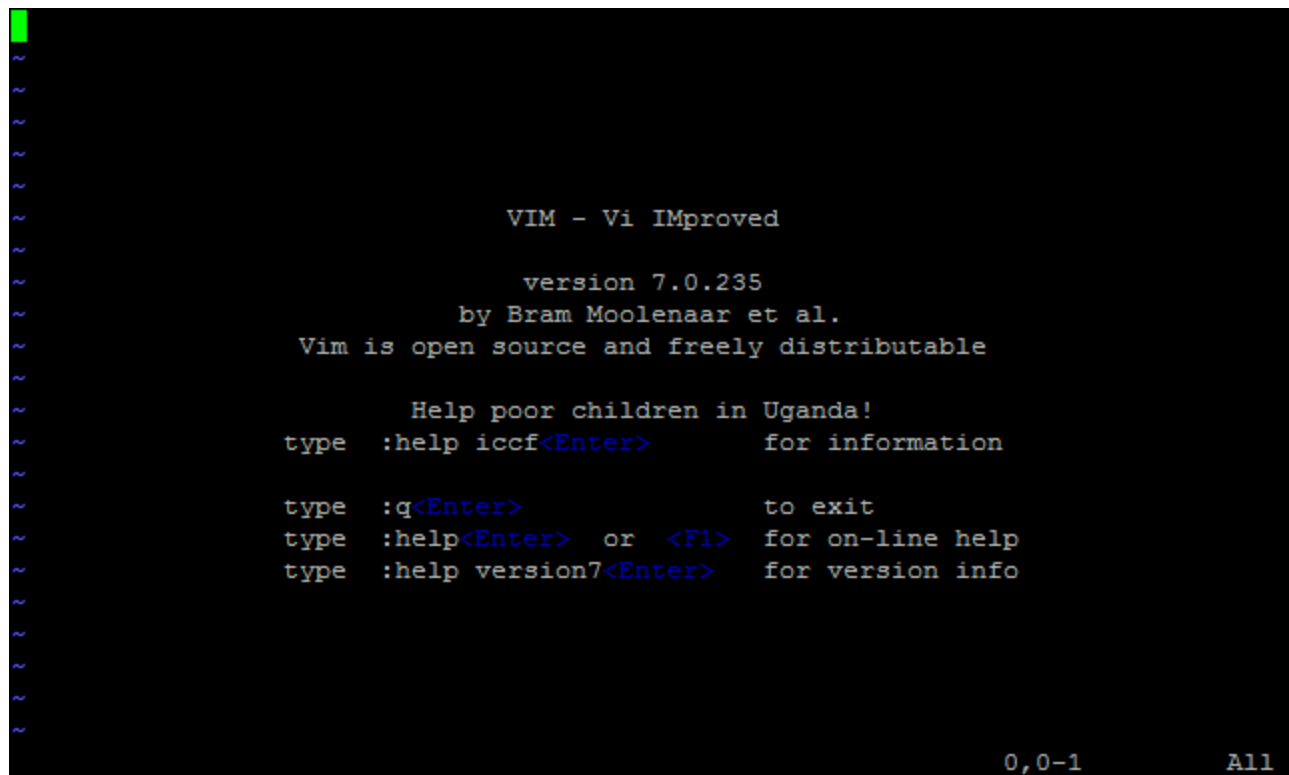 ~
~
~
~
~
~ VIM - Vi IMproved
~
~ version 7.0.235
~ by Bram Moolenaar et al.
~ Vim is open source and freely distributable
~
~ Help poor children in Uganda!
~ type :help iccf<Enter> for information
~
~ type :q<Enter> to exit
~ type :help<Enter> or <F1> for on-line help
~ type :help version7<Enter> for version info
~
~
~
~
~
0,0-1 All